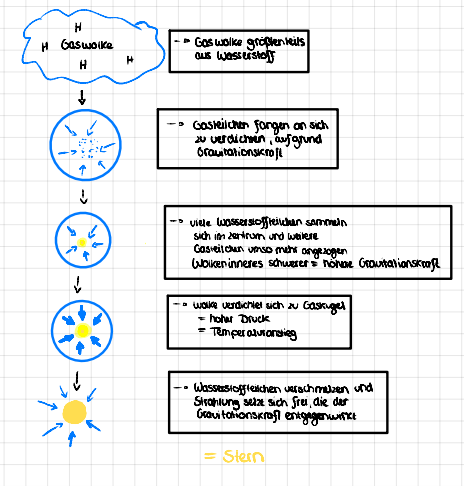 H
H Gaswolke
H H
-> Gaswolke größtenteils
aus Wasserstoff
-> Gasteilchen fangen an sich
zu verdichten, aufgrund
Gravitationskraft
-> viele Wasserstoffteilchen sammeln
sich im Zentrum und weitere
Gasteilchen umso mehr angezogen
(Wolkeninneres schwerer = höhere Gravitationskraft
-> Wolke verdichtet sich zu Gaskugel
= hoher Druck
= Temperaturanstieg
-> Wasserstoffteilchen verschmelzen und
Strahlung setzt sich frei, die der
Gravitationskraft entgegenwirkt
= Stern